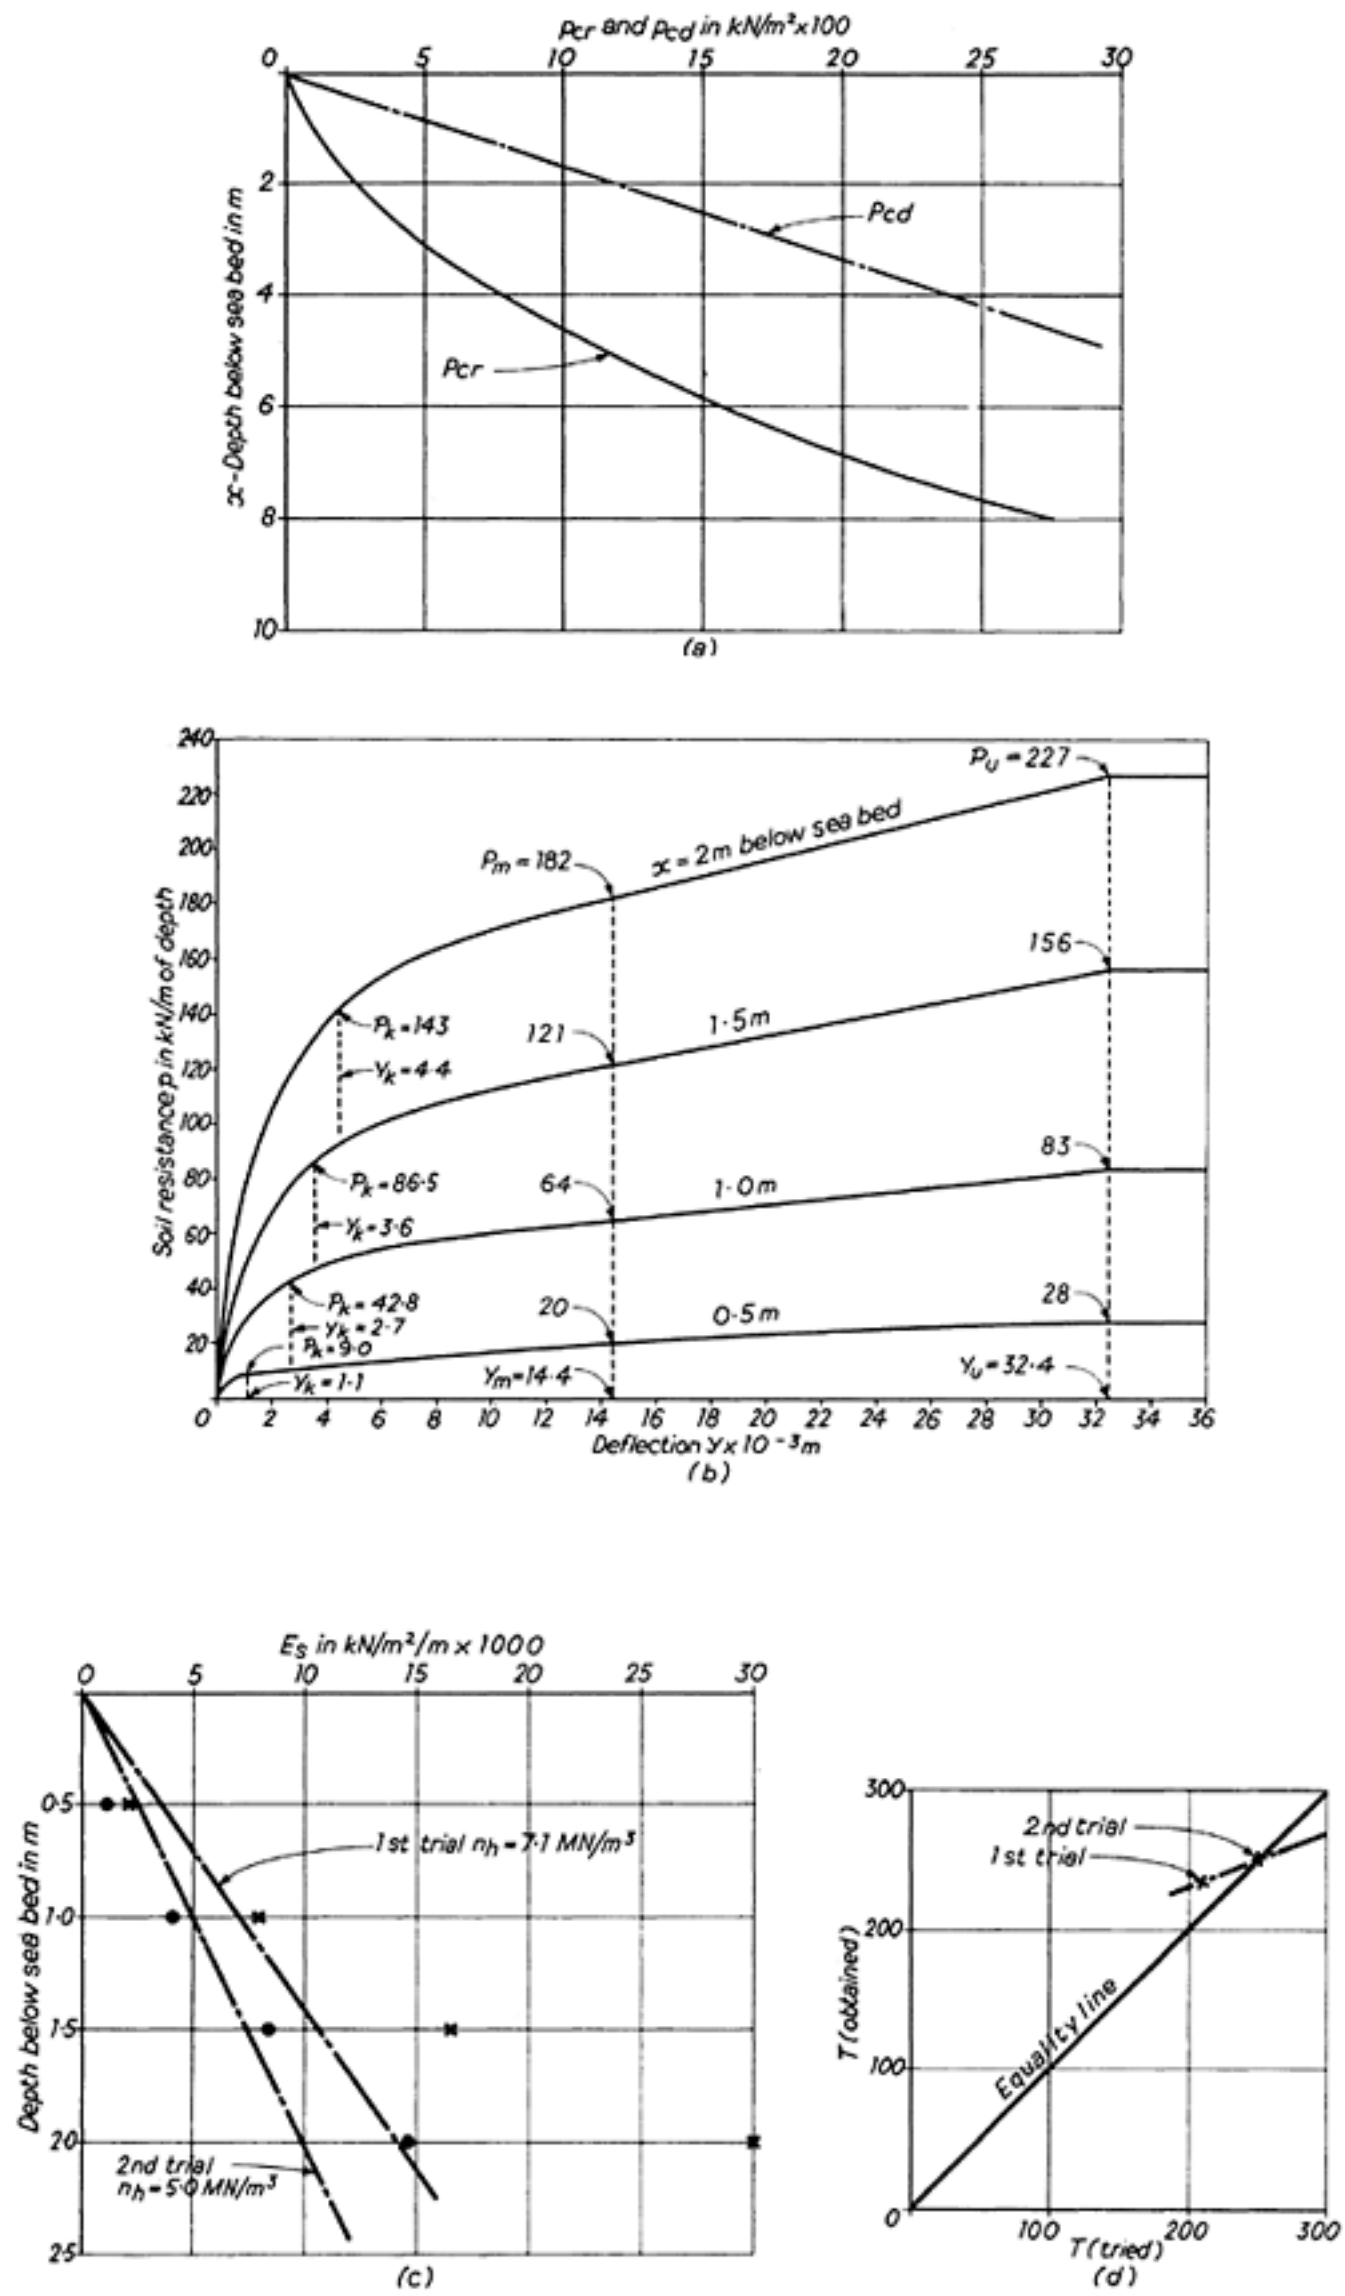 Pcr and Pcd in kN/m²×100
0 5 10 15 20 25 30
2
4
6
8
10
x-Depth below sea bed in m
Pcd
Pcr
(a)
240
220
200
180
160
140
120
100
80
60
40
20
Soil resistance p in kN/m of depth
Pu = 227
x = 2m below sea bed
Pm = 182
156
Pk = 143
121
1·5m
Yk = 4·4
83
Pk = 86·5
64
1·0m
Yk = 3·6
28
Pk = 42·8
20
0·5m
Yk = 2·7
Pk = 9·0
Yk = 1·1
Ym = 14·4
Yu = 32·4
0 2 4 6 8 10 12 14 16 18 20 22 24 26 28 30 32 34 36
Deflection Y x 10⁻³m
(b)
Es in kN/m²/m x 1000
0 5 10 15 20 25 30
0·5
1·0
1·5
2·0
2·5
Depth below sea bed in m
1st trial nh = 7·1 MN/m³
2nd trial
nh = 5·0 MN/m³
(c)
300
200
100
0
T (obtained)
2nd trial
1st trial
Equality line
100 200 300
T (tried)
(d)